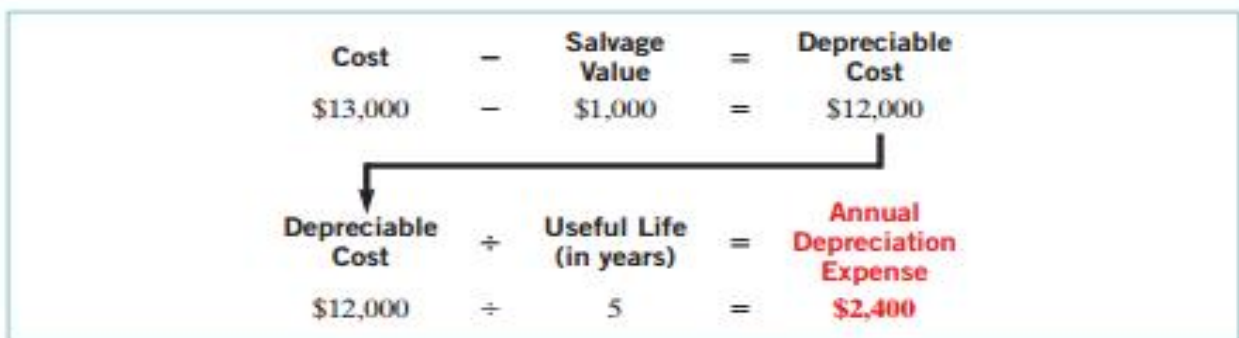 Cost – Salvage Value = Depreciable Cost
$13,000 – $1,000 = $12,000
Depreciable Cost ÷ Useful Life (in years) = Annual Depreciation Expense
$12,000 ÷ 5 = $2,400